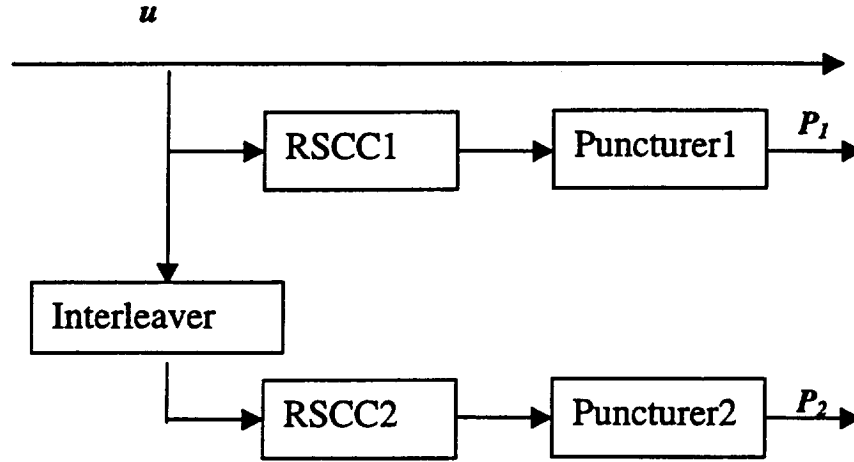 u
RSCC1
Puncturer1
P1
Interleaver
RSCC2
Puncturer2
P2